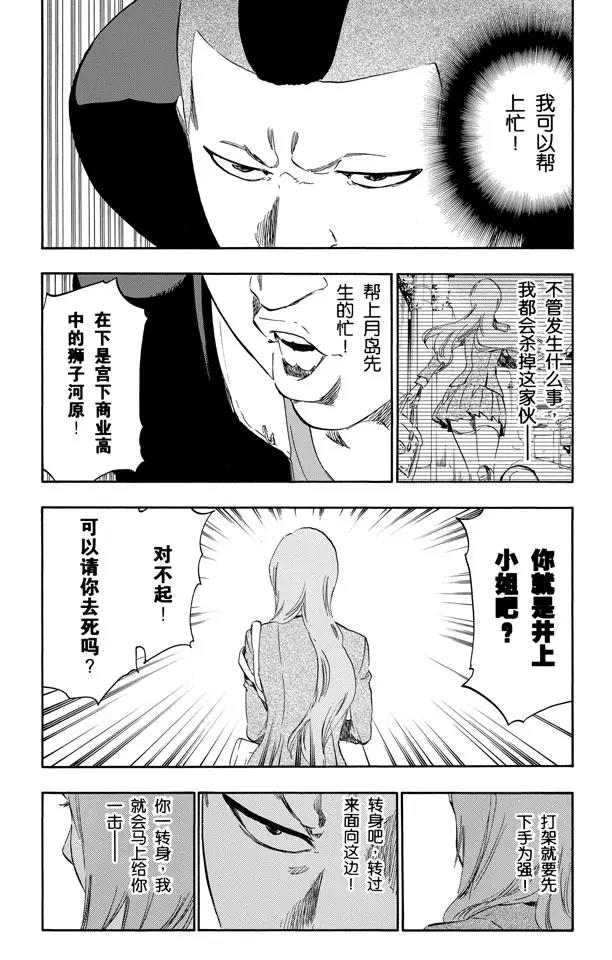 我可以帮
上忙！
不管发生什么事，
我都会杀掉这家伙——
帮上月岛先
生的忙！
在下是宫下商业高
中的狮子河原！
你就是井上
小姐吧？
对不起！
可以请你去死吗？
打架就要先
下手为强！
转身吧，转过
来面向这边！
你一转身，我
就会马上给你
一击——